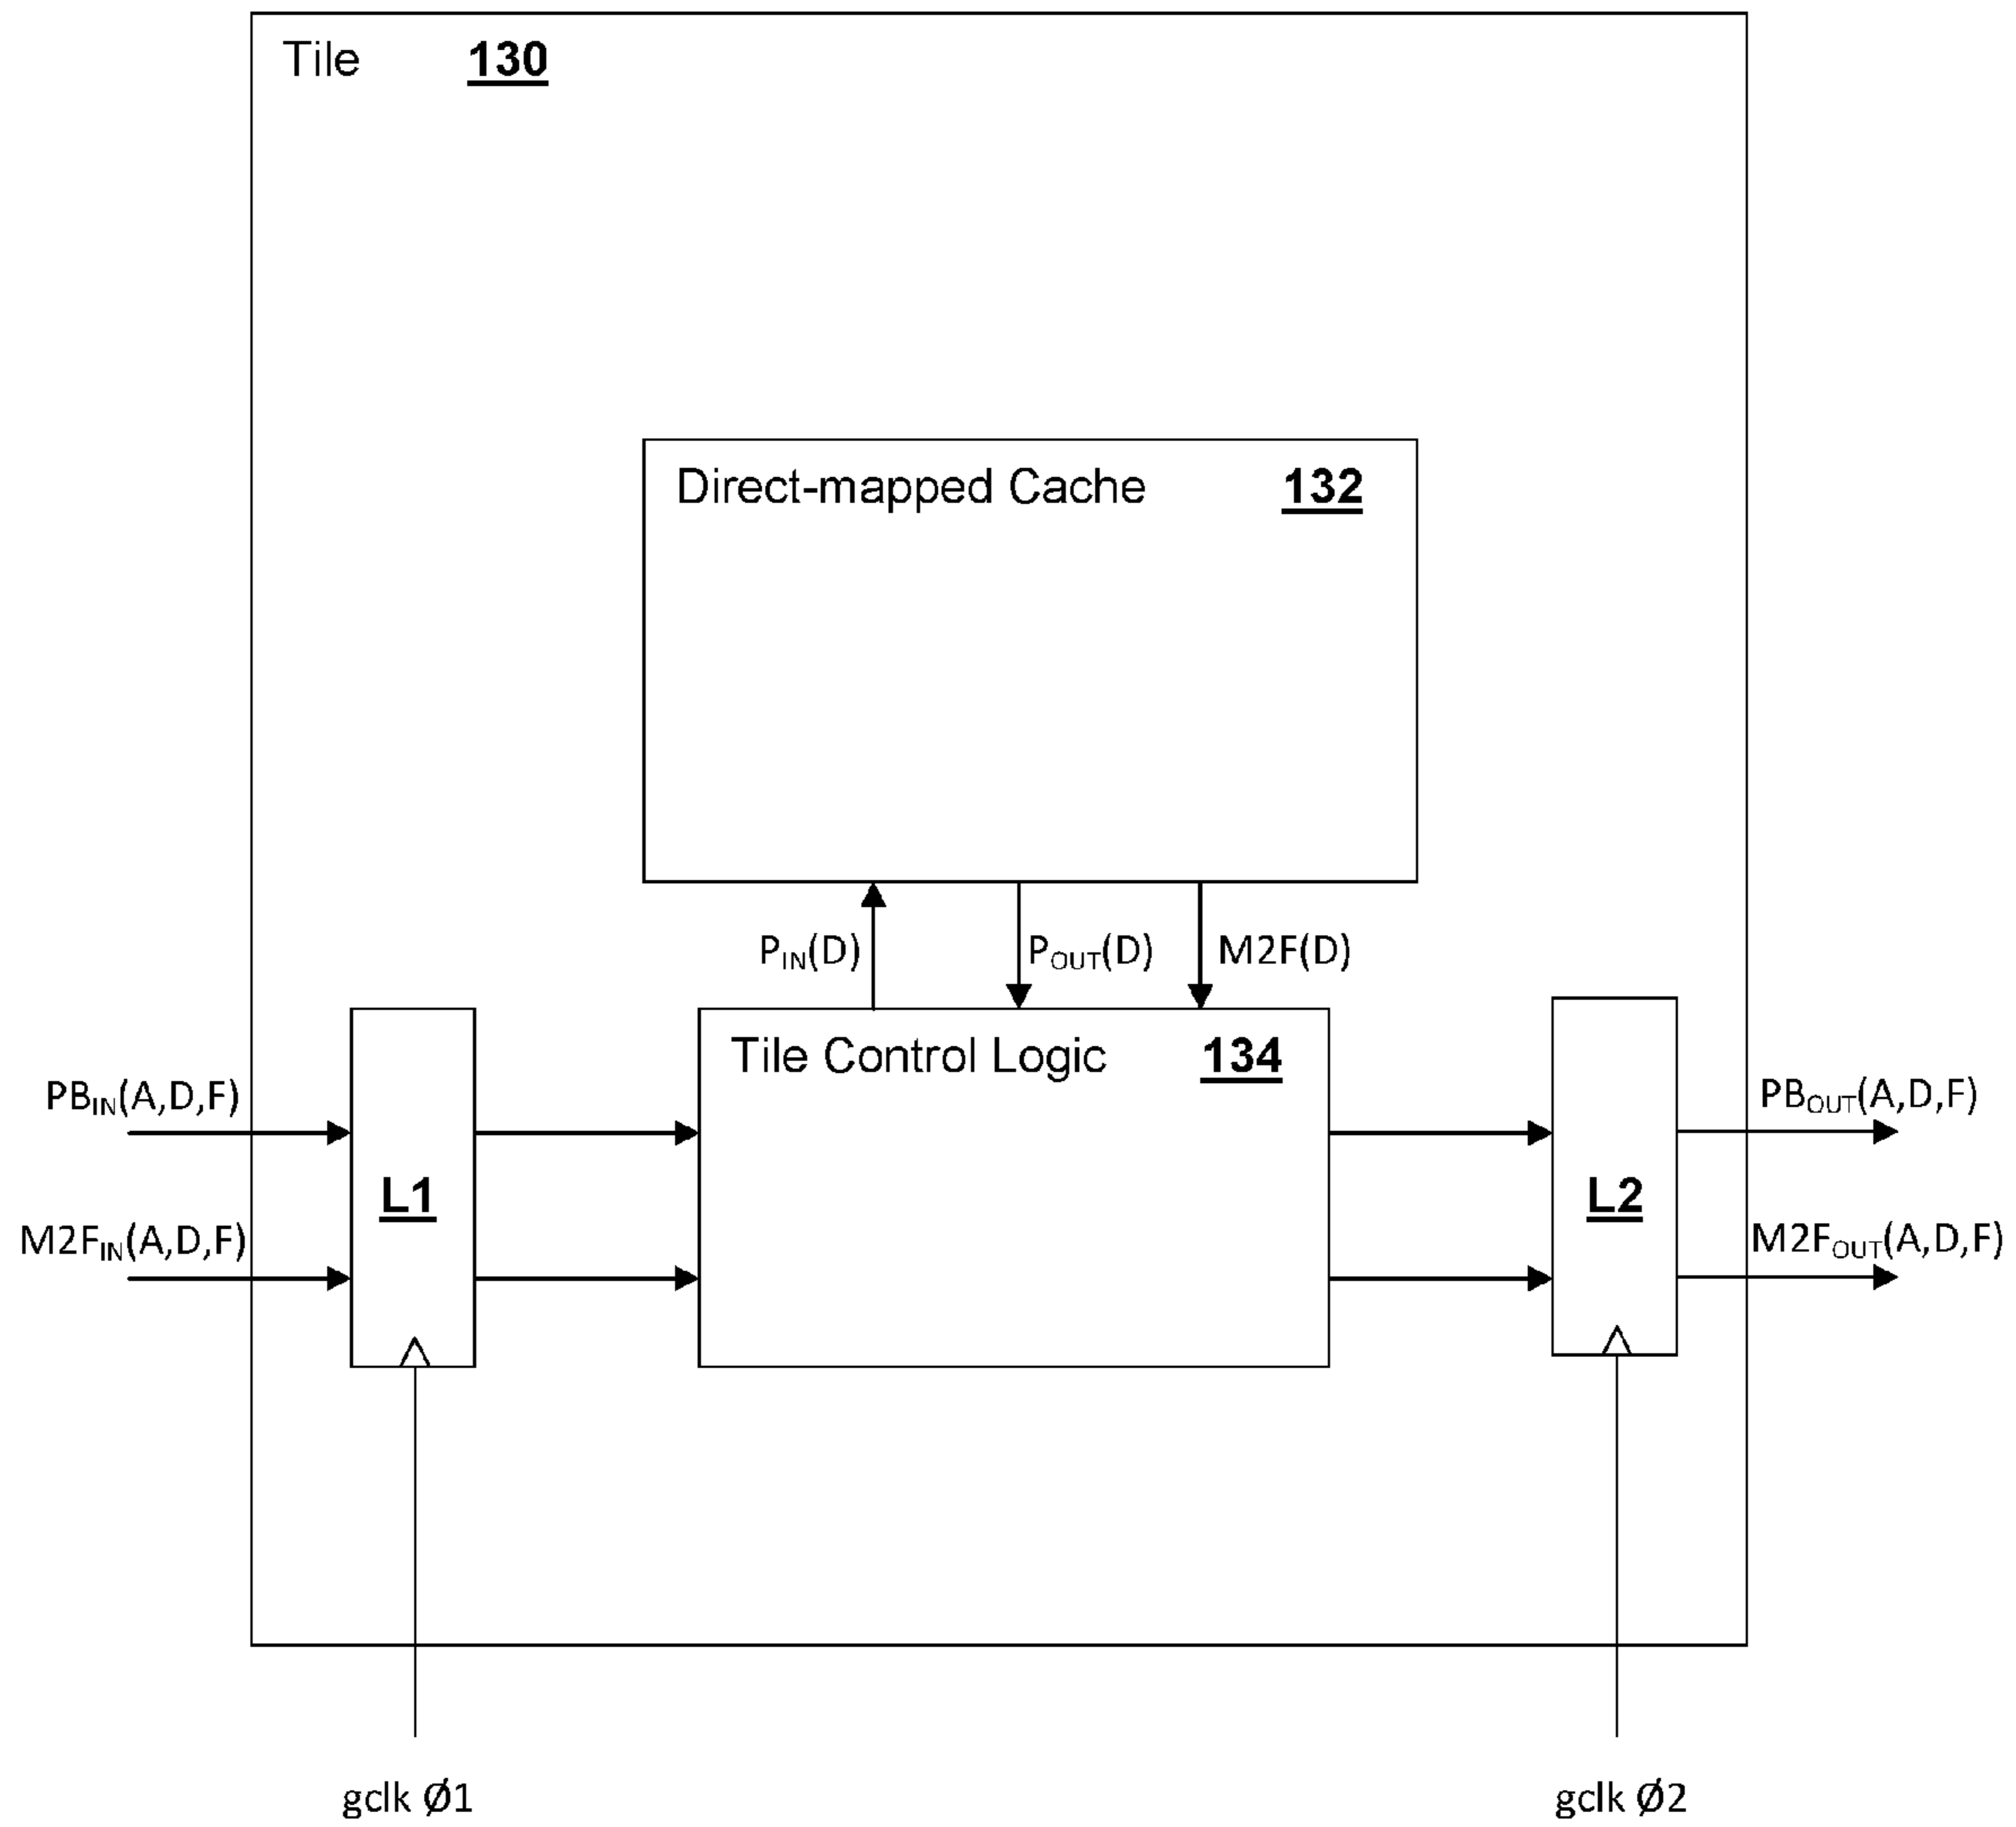 Tile 130
Direct-mapped Cache 132
PIN(D) POUT(D) M2F(D)
Tile Control Logic 134
PBIN(A,D,F)
PBOUT(A,D,F)
L1
L2
M2FIN(A,D,F)
M2FOUT(A,D,F)
gclk Ø1
gclk Ø2